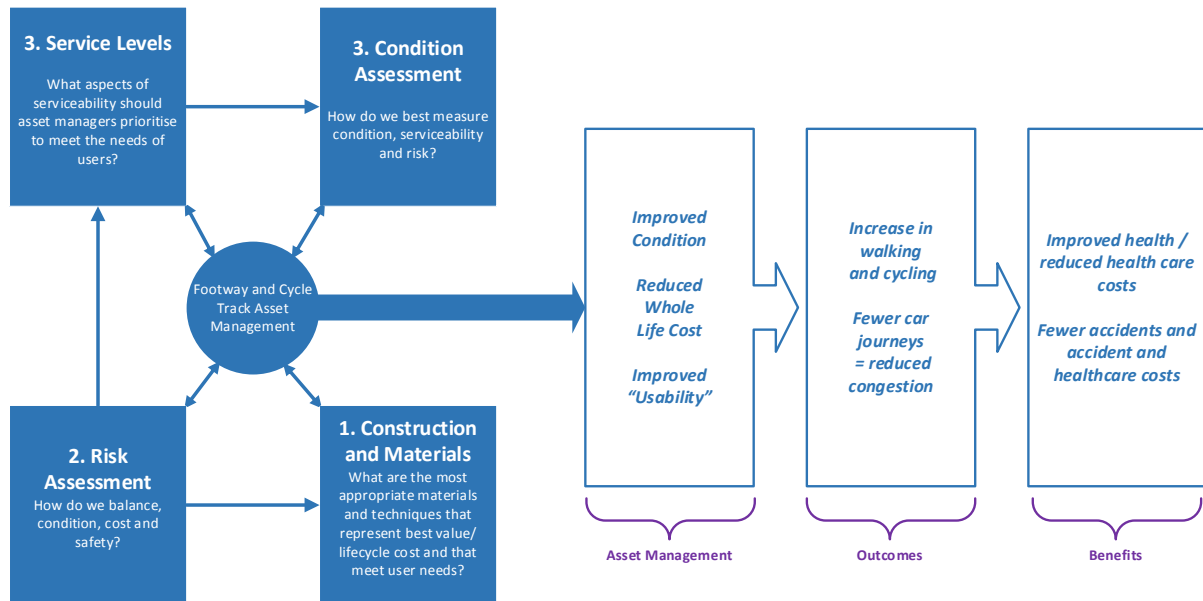 3. Service Levels
What aspects of
serviceability should
asset managers prioritise
to meet the needs of
users?
3. Condition
Assessment
How do we best measure
condition, serviceability
and risk?
Footway and Cycle
Track Asset
Management
2. Risk
Assessment
How do we balance,
condition, cost and
safety?
1. Construction
and Materials
What are the most
appropriate materials
and techniques that
represent best value/
lifecycle cost and that
meet user needs?
Improved
Condition
Reduced
Whole
Life Cost
Improved
“Usability”
Asset Management
Increase in
walking
and cycling
Fewer car
journeys
= reduced
congestion
Outcomes
Improved health /
reduced health care
costs
Fewer accidents and
accident and
healthcare costs
Benefits